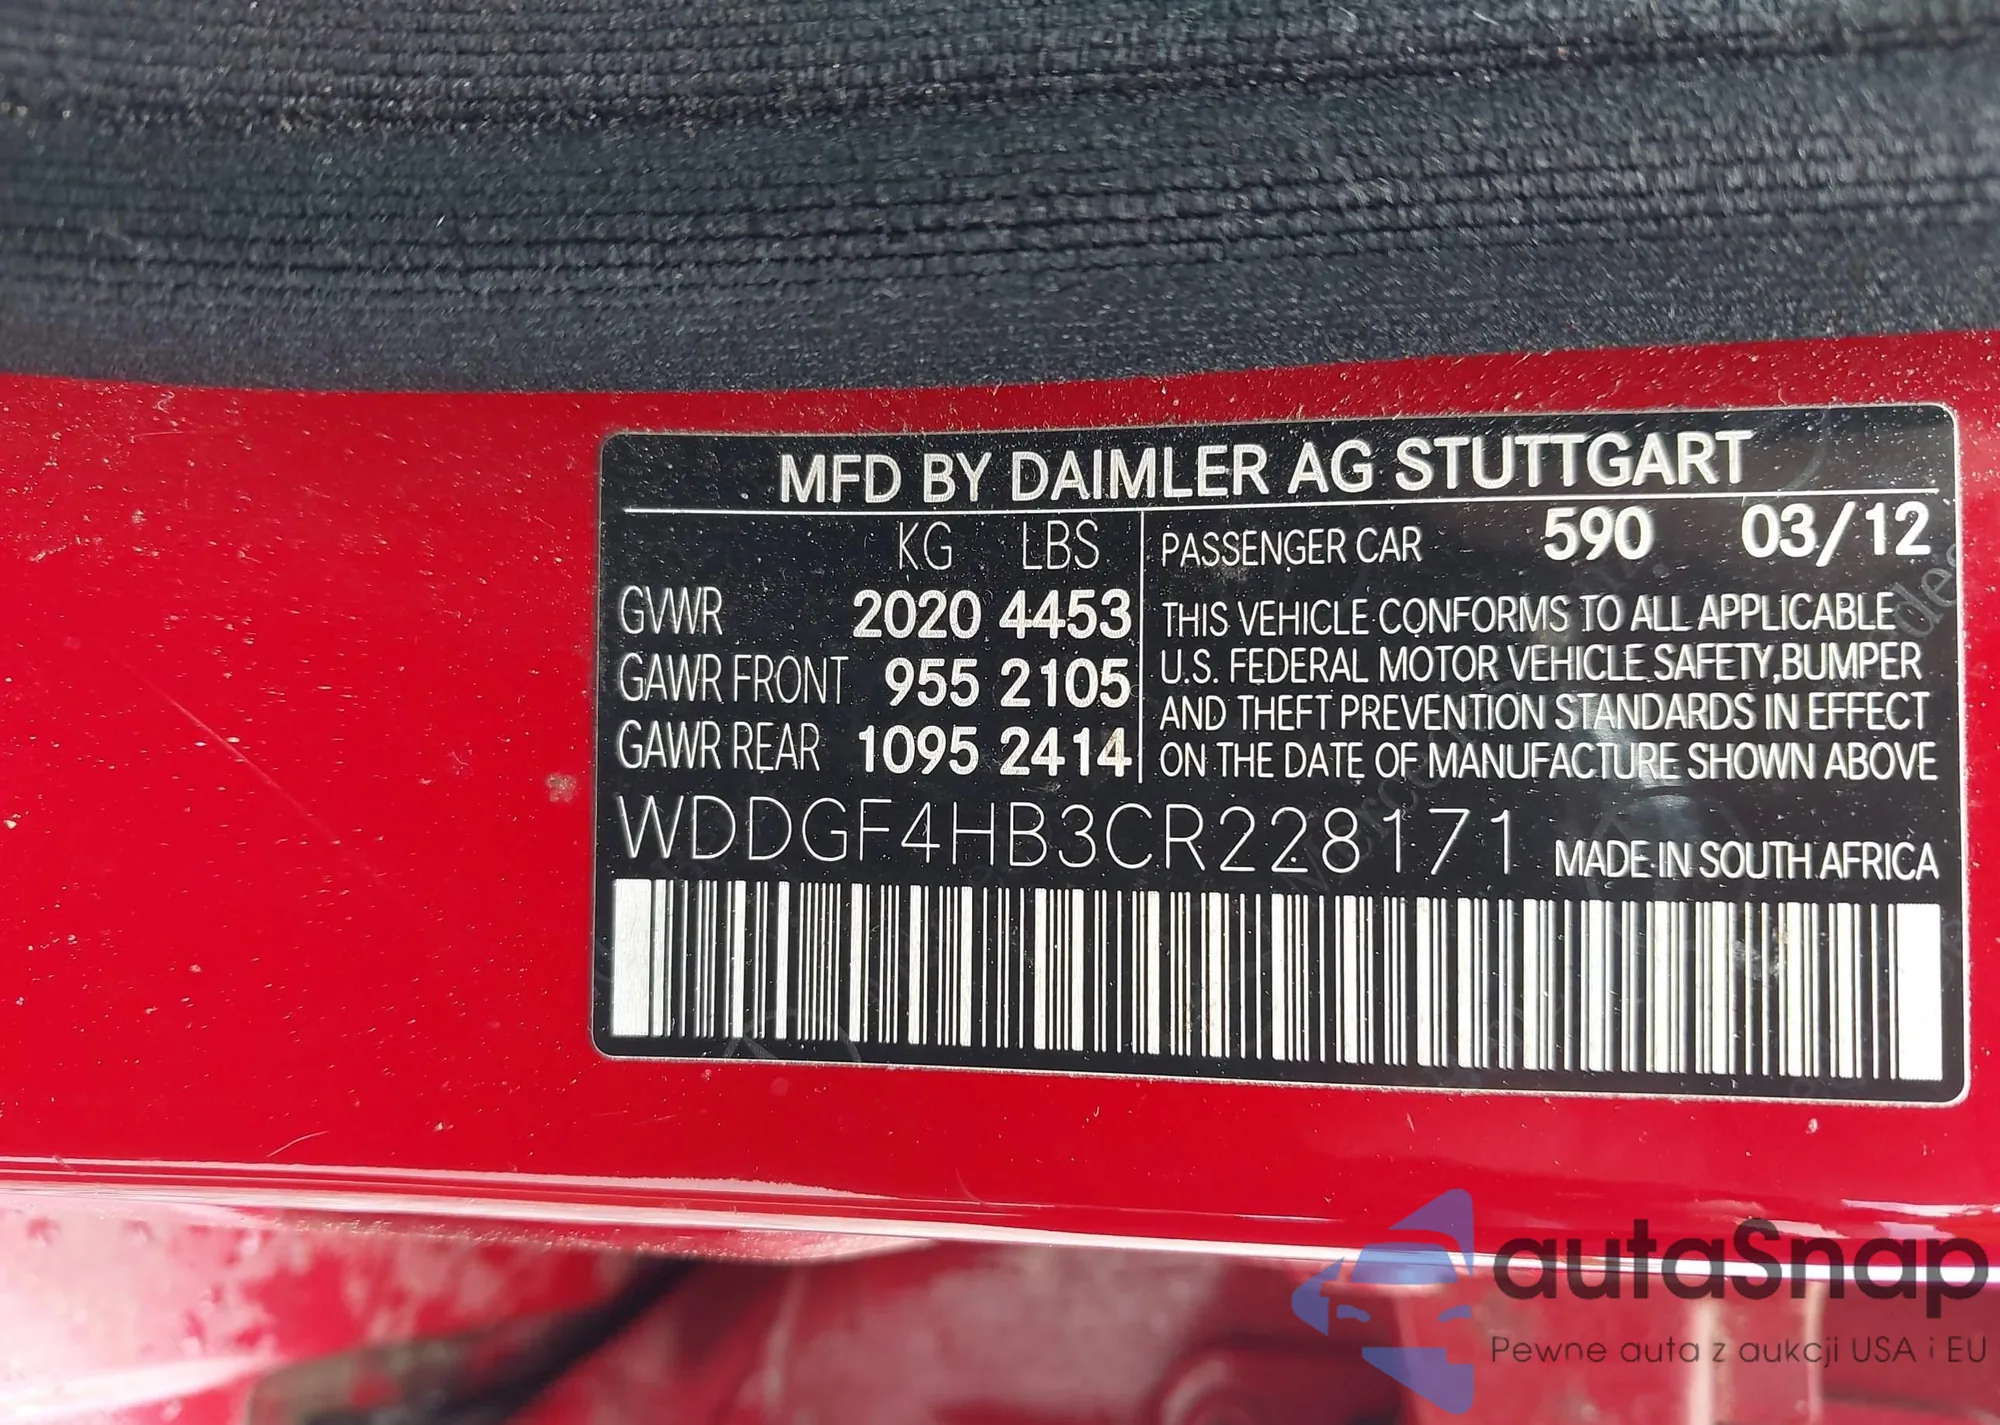 MFD BY DAIMLER AG STUTTGART
KG LBS
GVWR 2020 4453
GAWR FRONT 955 2105
GAWR REAR 1095 2414
PASSENGER CAR 590 03/12
THIS VEHICLE CONFORMS TO ALL APPLICABLE
U.S. FEDERAL MOTOR VEHICLE SAFETY,BUMPER
AND THEFT PREVENTION STANDARDS IN EFFECT
ON THE DATE OF MANUFACTURE SHOWN ABOVE
WDDGF4HB3CR228171 MADE IN SOUTH AFRICA
autaSnap
Pewne auta z aukcji USA i EU